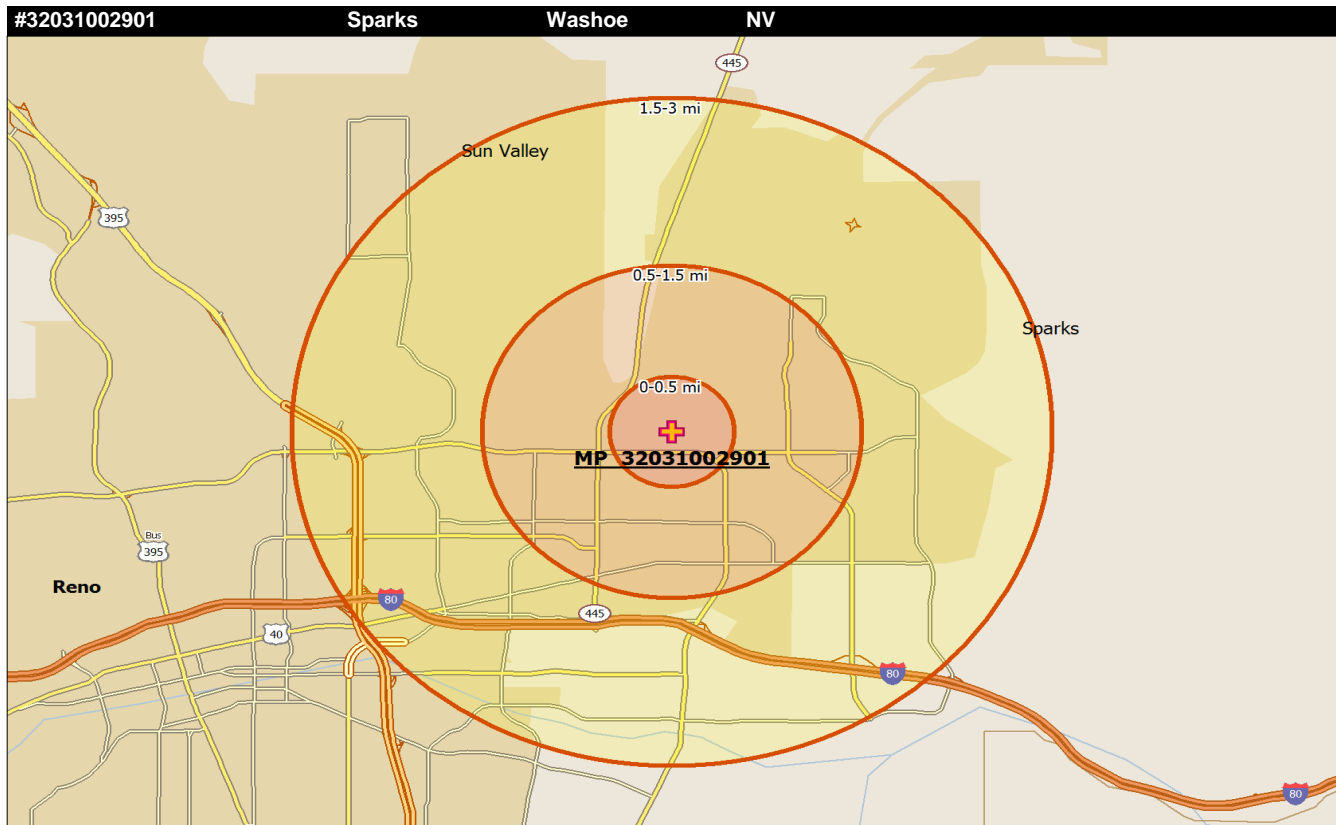 #32031002901 Sparks Washoe NV
445
1.5-3 mi
Sun Valley
395
0.5-1.5 mi
Sparks
0-0.5 mi
MP 32031002901
Bus
395
Reno
80
445
40
80
80